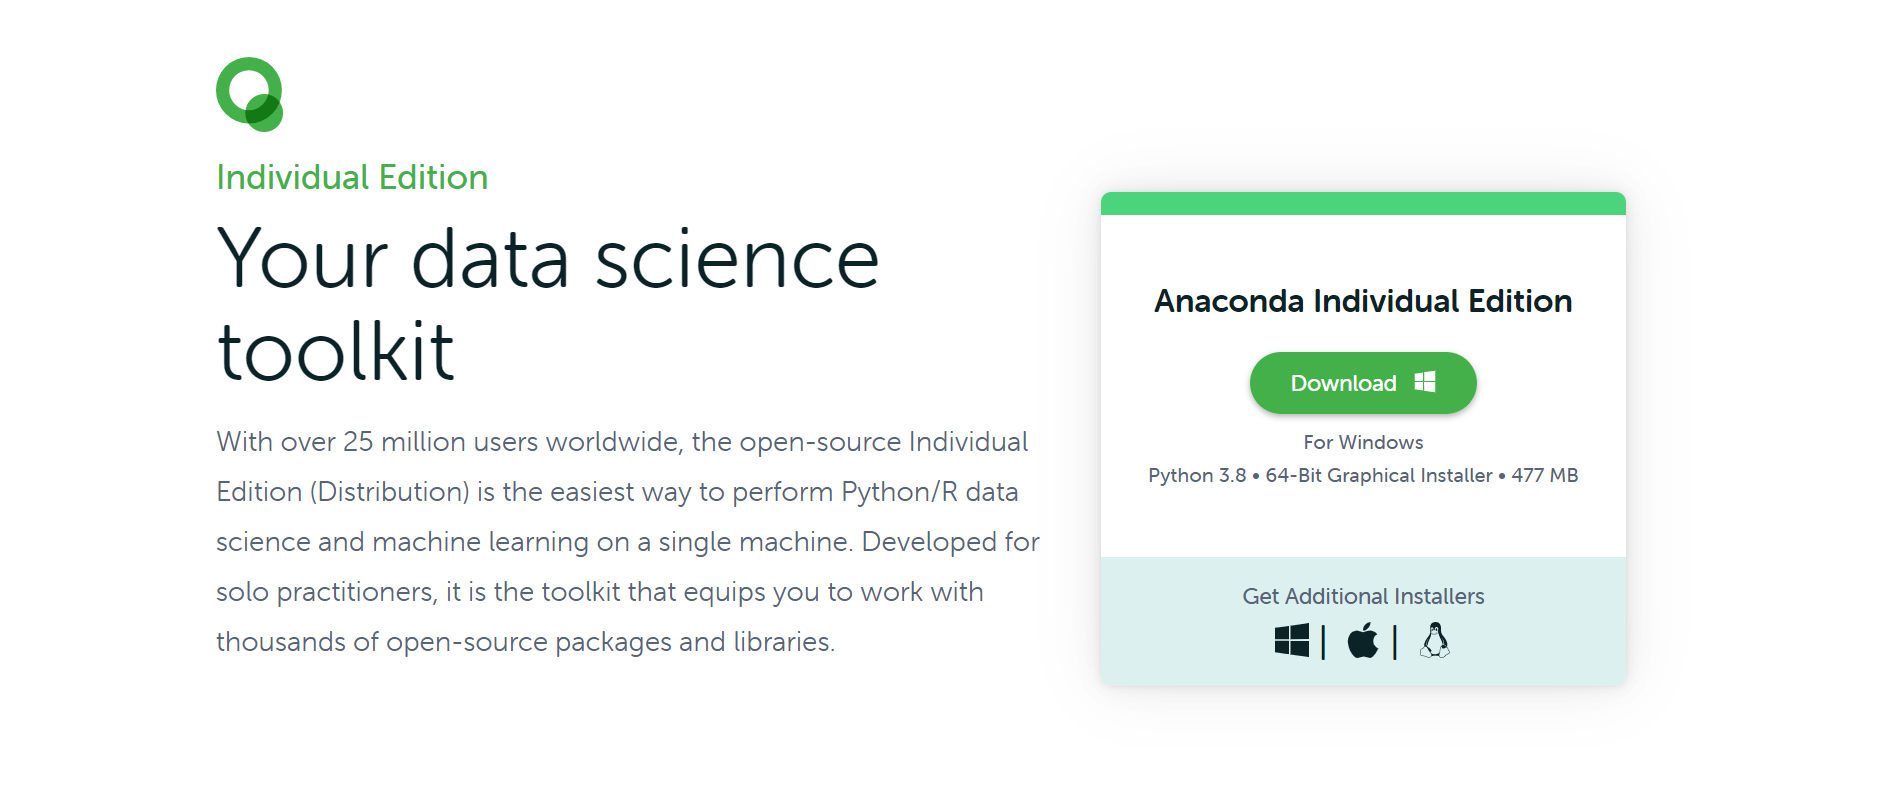 Individual Edition
Your data science
toolkit
With over 25 million users worldwide, the open-source Individual
Edition (Distribution) is the easiest way to perform Python/R data
science and machine learning on a single machine. Developed for
solo practitioners, it is the toolkit that equips you to work with
thousands of open-source packages and libraries.
Anaconda Individual Edition
Download
For Windows
Python 3.8 • 64-Bit Graphical Installer • 477 MB
Get Additional Installers